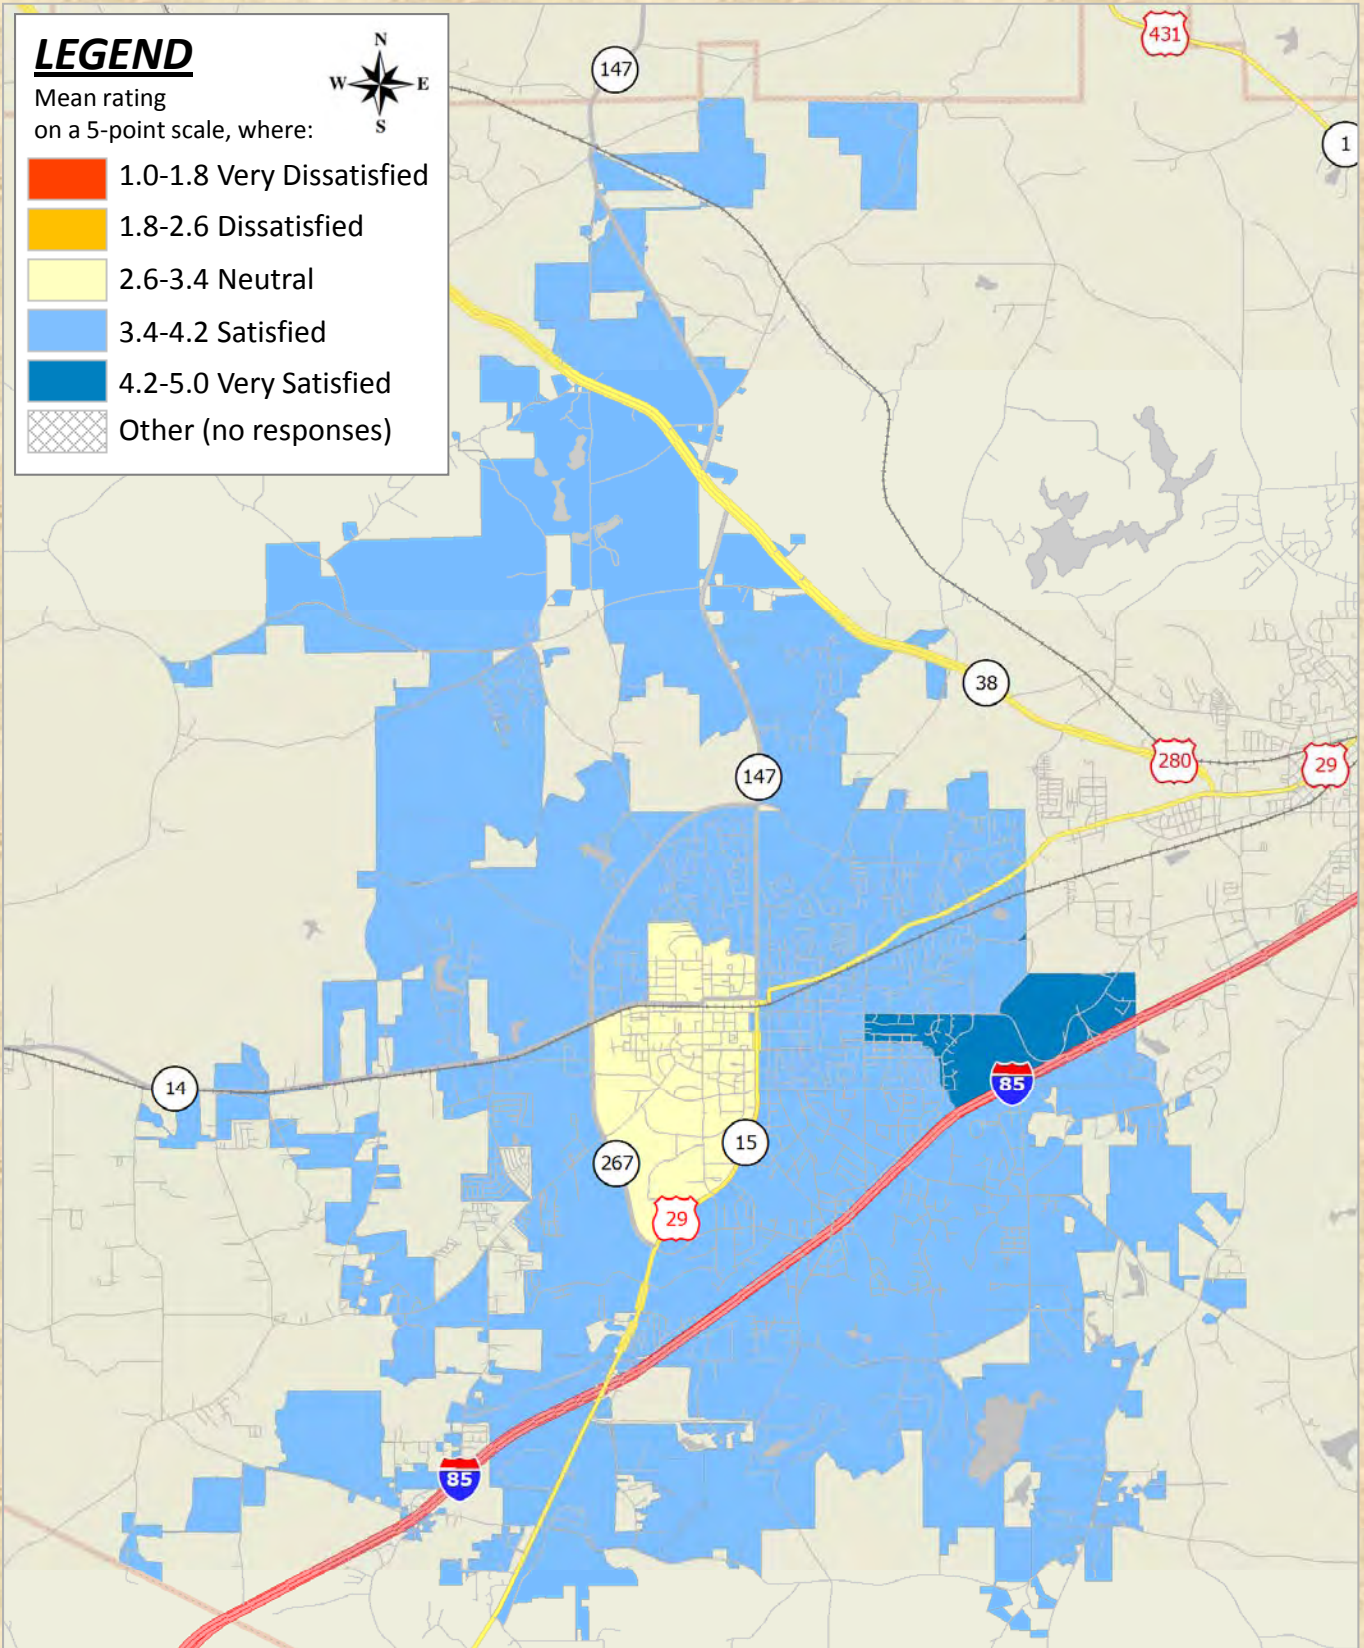 LEGEND
N
W E
S
Mean rating
on a 5-point scale, where:
1.0-1.8 Very Dissatisfied
1.8-2.6 Dissatisfied
2.6-3.4 Neutral
3.4-4.2 Satisfied
4.2-5.0 Very Satisfied
Other (no responses)
147
431
1
38
280
29
147
14
85
15
267
29
85